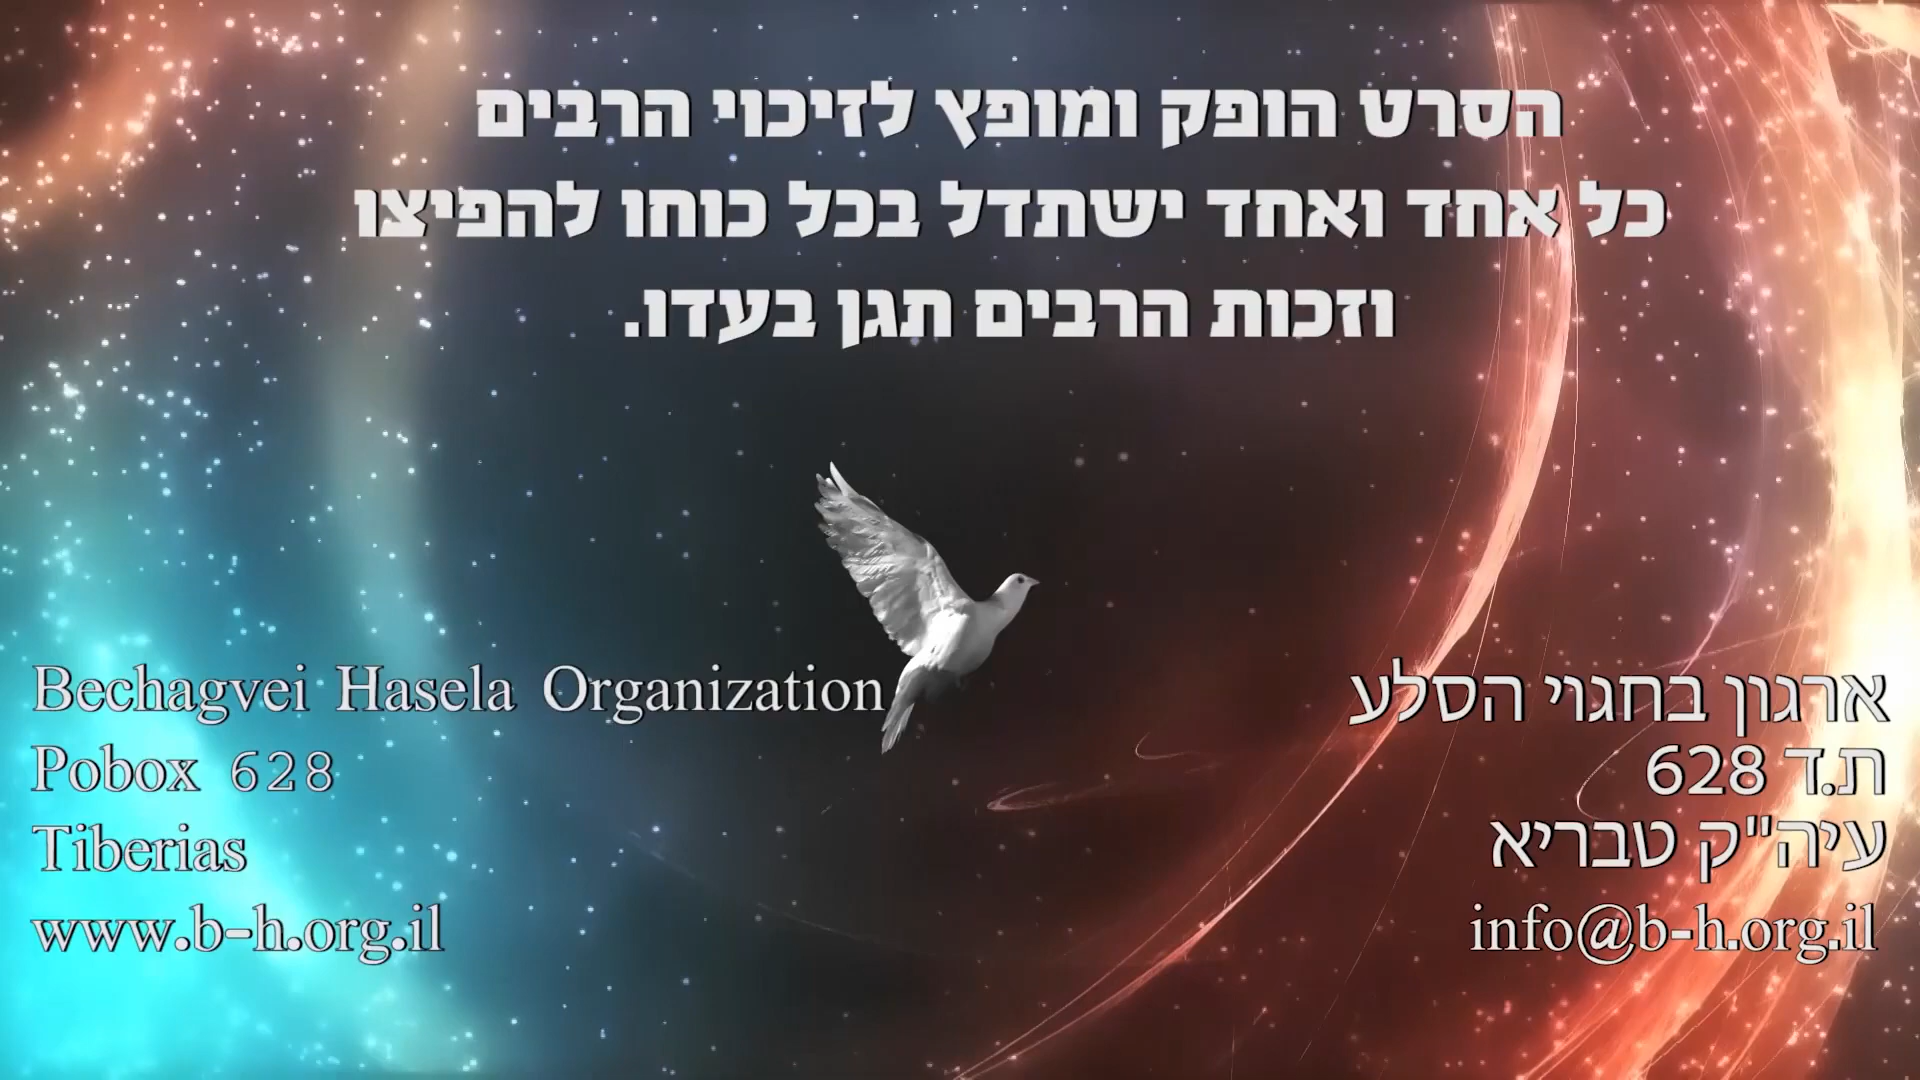 הסרט הופק ומופץ לזיכוי הרבים
כל אחד ואחד ישתדל בכל כוחו להפיצו
וזכות הרבים תגן בעדו.
Bechagvei Hasela Organization
Pobox 628
Tiberias
www.b-h.org.il
ארגון בחגוי הסלע
ת.ד 628
עיה"ק טבריא
info@b-h.org.il